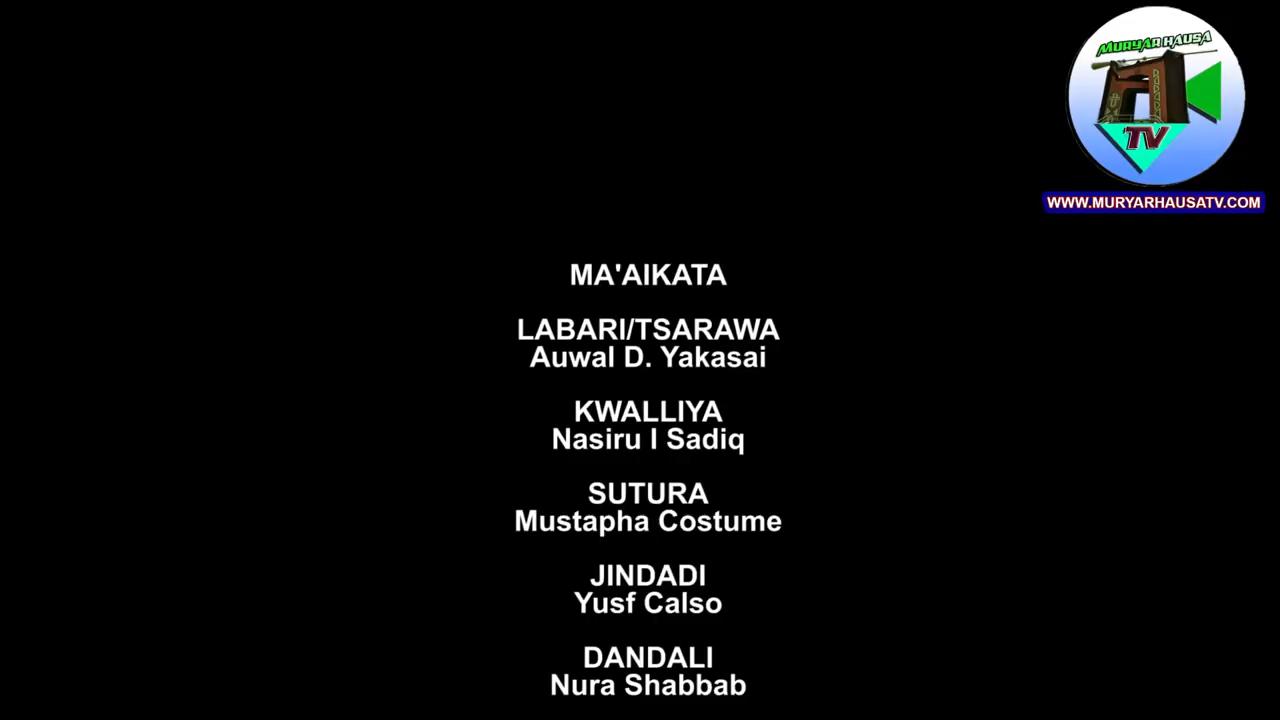 MURYAR HAUSA
TV
WWW.MURYARHAUSATV.COM
MA'AIKATA
LABARI/TSARAWA
Auwal D. Yakasai
KWALLIYA
Nasiru I Sadiq
SUTURA
Mustapha Costume
JINDADI
Yusf Calso
DANDALI
Nura Shabbab